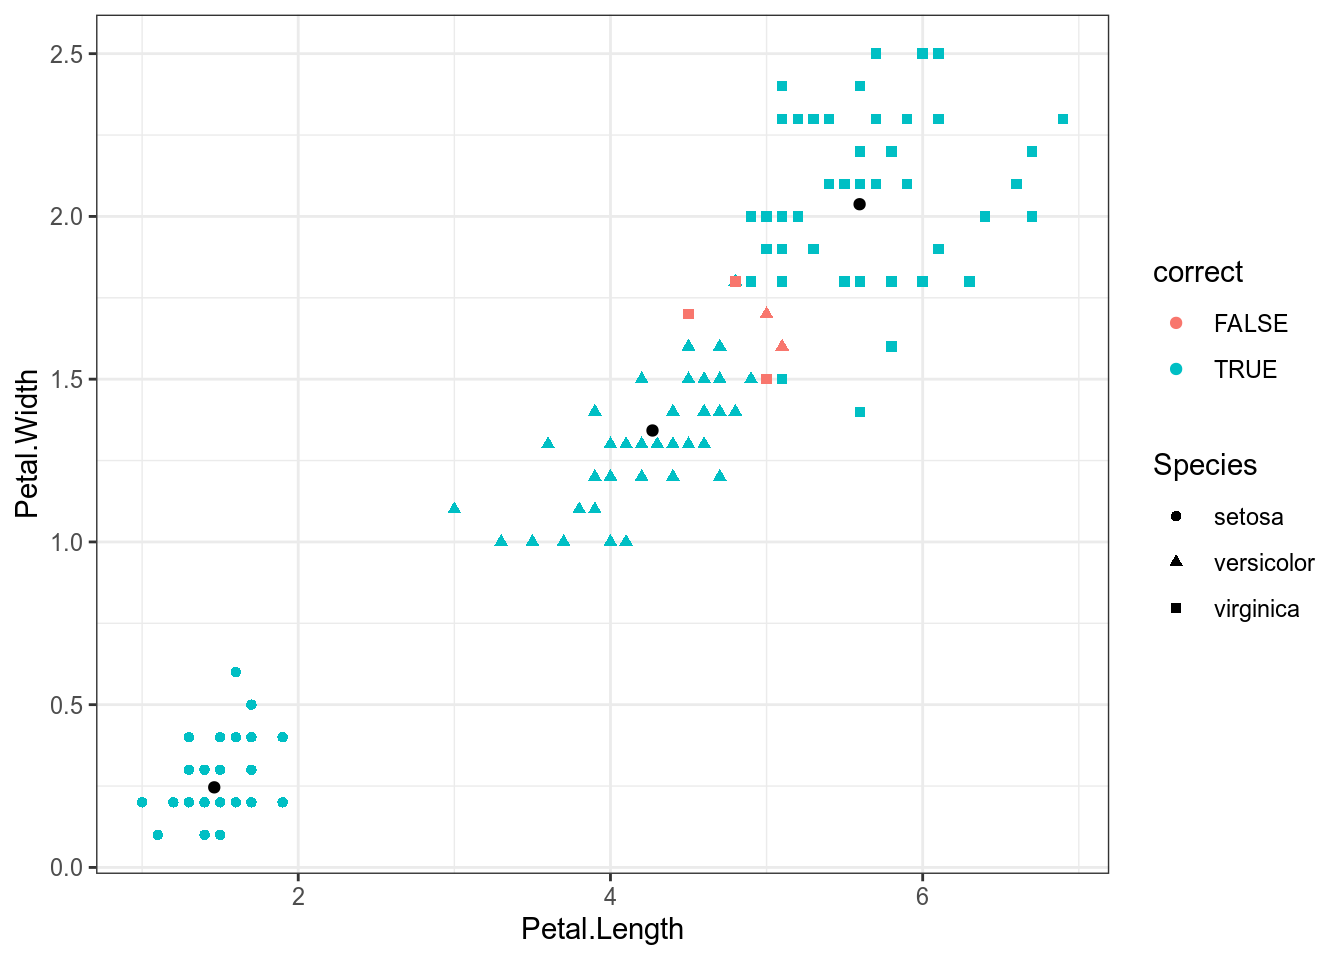 2.5
2.0
1.5
1.0
0.5
0.0
2 4 6
Petal.Length
Petal.Width
correct
FALSE
TRUE
Species
setosa
versicolor
virginica